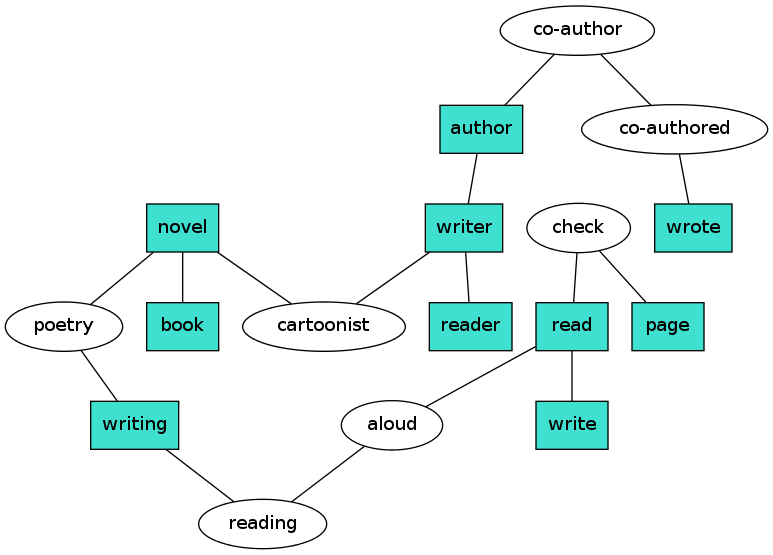 co-author
author
co-authored
novel
writer
check
wrote
poetry
book
cartoonist
reader
read
page
writing
aloud
write
reading